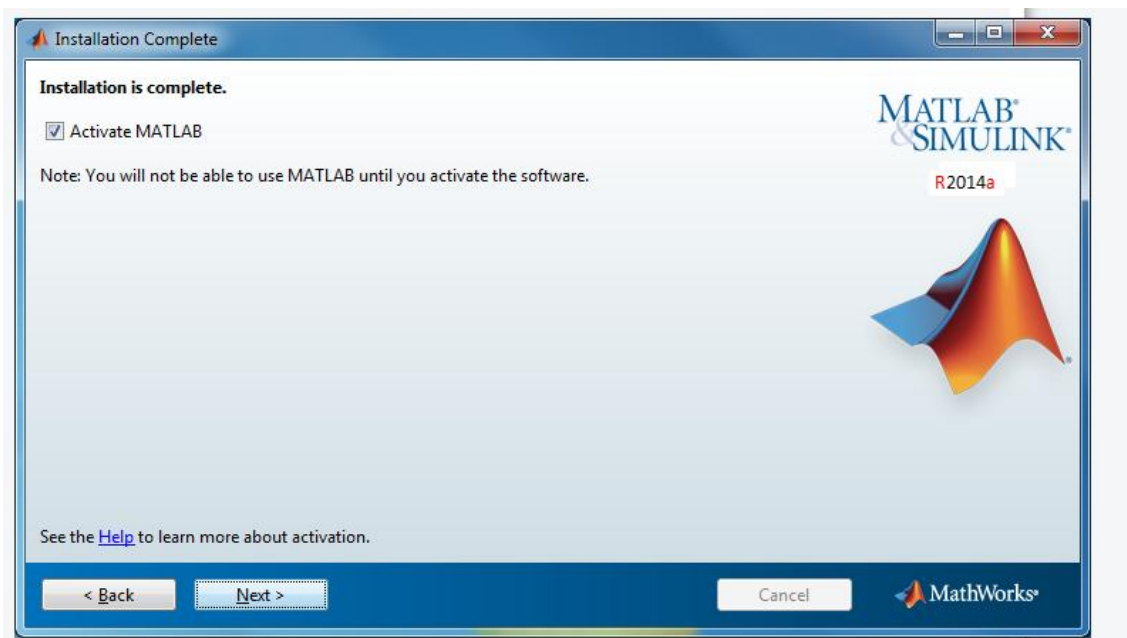 Installation Complete
Installation is complete.
Activate MATLAB
Note: You will not be able to use MATLAB until you activate the software.
MATLAB®
&SIMULINK®
R2014a
See the Help to learn more about activation.
< Back
Next >
Cancel
MathWorks®